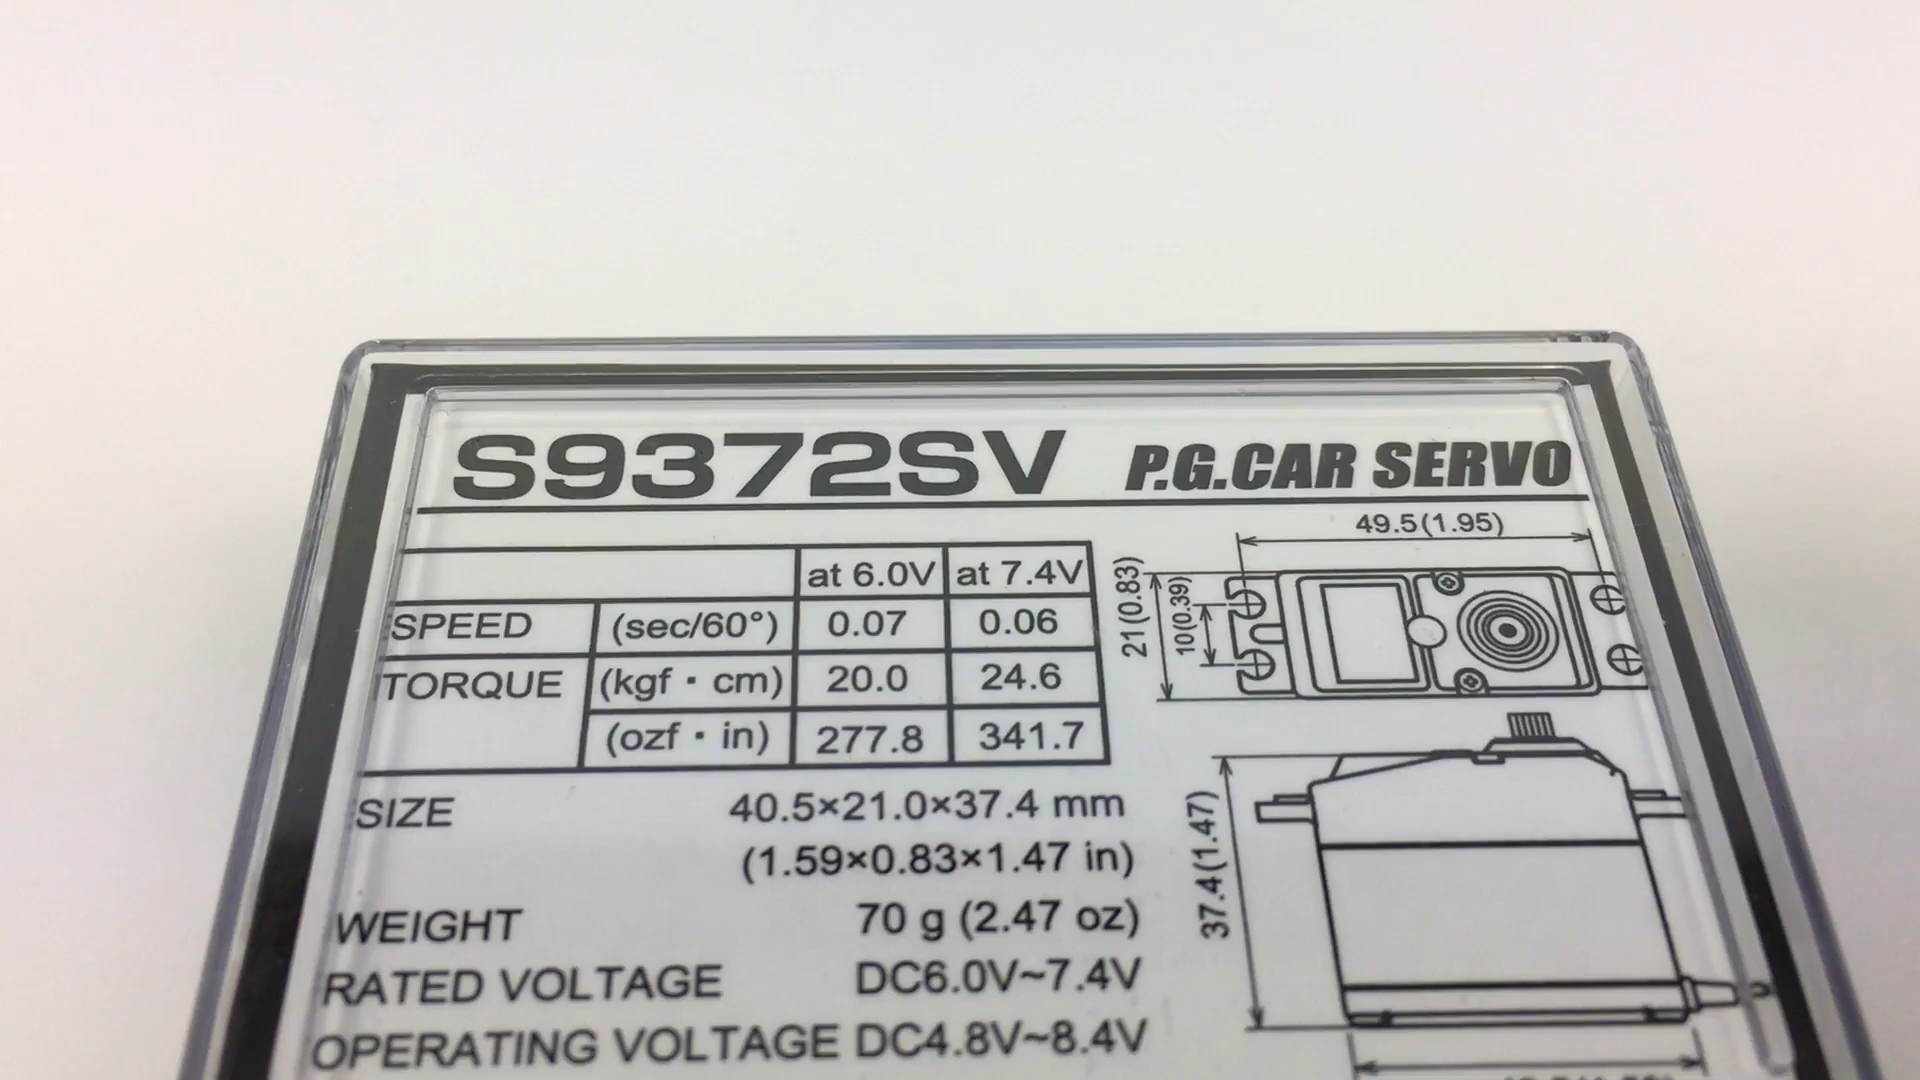 S9372SV P.G.CAR SERVO
at 6.0V at 7.4V
SPEED (sec/60°) 0.07 0.06
TORQUE (kgf・cm) 20.0 24.6
(ozf・in) 277.8 341.7
SIZE 40.5×21.0×37.4 mm
(1.59×0.83×1.47 in)
WEIGHT 70 g (2.47 oz)
RATED VOLTAGE DC6.0V~7.4V
OPERATING VOLTAGE DC4.8V~8.4V
49.5(1.95)
21(0.83)
10(0.39)
37.4(1.47)